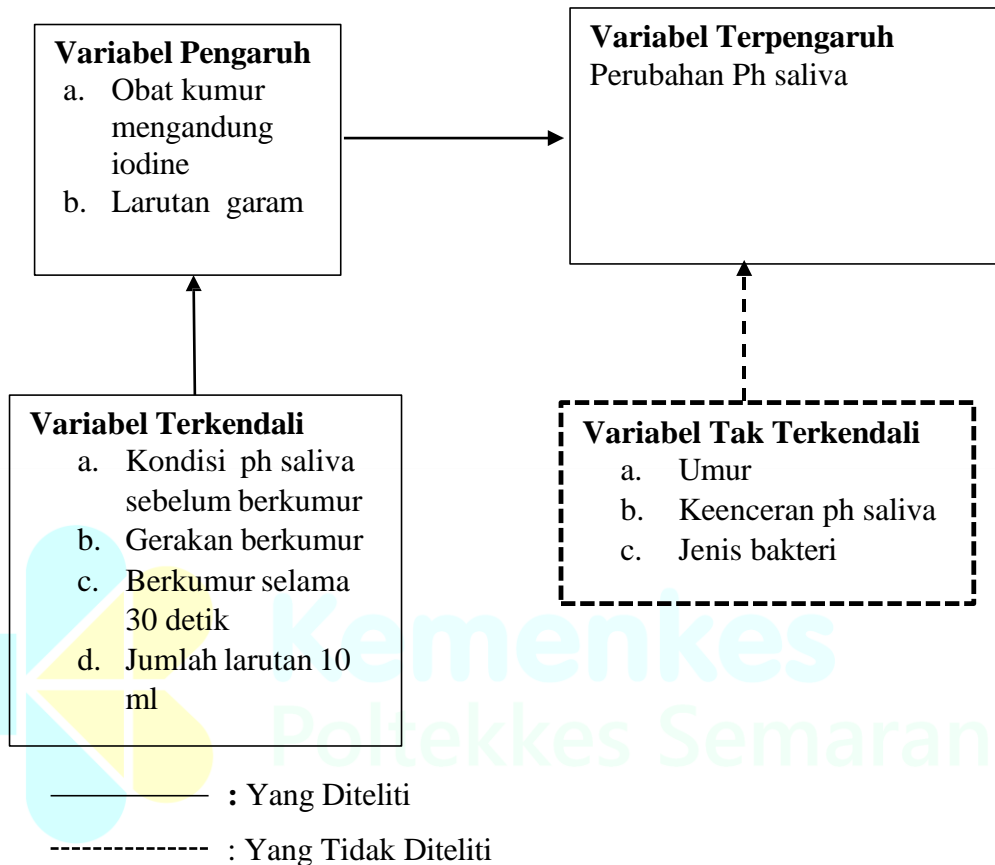 Variabel Pengaruh
a. Obat kumur
mengandung
iodine
b. Larutan garam
Variabel Terpengaruh
Perubahan Ph saliva
Variabel Terkendali
a. Kondisi ph saliva
sebelum berkumur
b. Gerakan berkumur
c. Berkumur selama
30 detik
d. Jumlah larutan 10
ml
Variabel Tak Terkendali
a. Umur
b. Keenceran ph saliva
c. Jenis bakteri
Kemenkes
Poltekkes Semaran
: Yang Diteliti
: Yang Tidak Diteliti